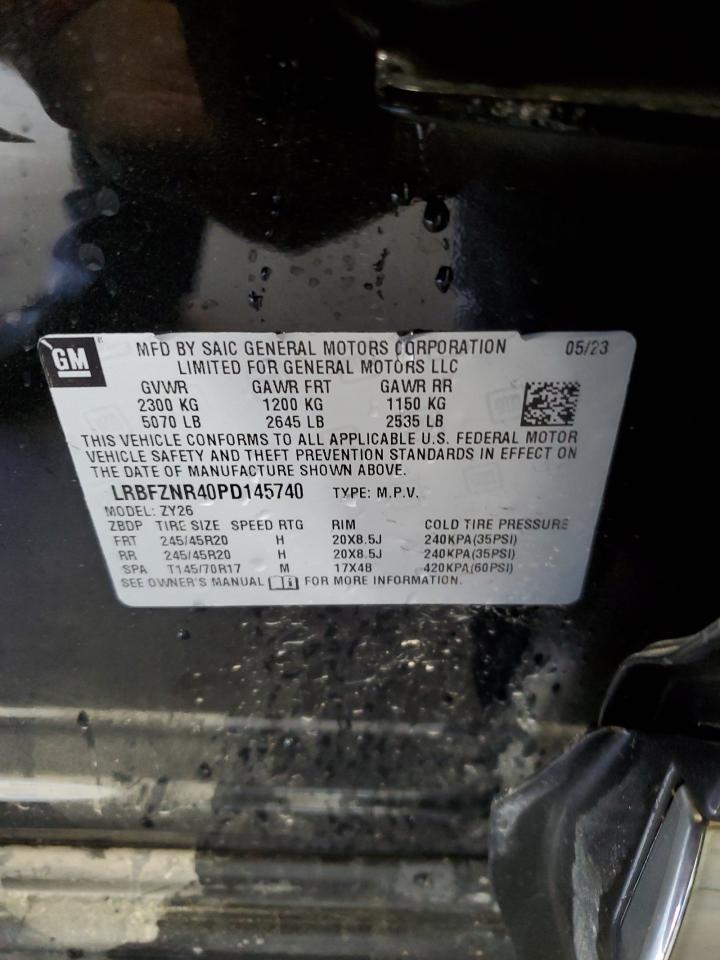 GM MFD BY SAIC GENERAL MOTORS CORPORATION 05/23
LIMITED FOR GENERAL MOTORS LLC
GVWR GAWR FRT GAWR RR
2300 KG 1200 KG 1150 KG
5070 LB 2645 LB 2535 LB
THIS VEHICLE CONFORMS TO ALL APPLICABLE U.S. FEDERAL MOTOR
VEHICLE SAFETY AND THEFT PREVENTION STANDARDS IN EFFECT ON
THE DATE OF MANUFACTURE SHOWN ABOVE.
LRBFZNR40PD145740 TYPE: M.P.V.
MODEL: ZY26
ZBDP TIRE SIZE SPEED RTG RIM COLD TIRE PRESSURE
FRT 245/45R20 H 20X8.5J 240KPA(35PSI)
RR 245/45R20 H 20X8.5J 240KPA(35PSI)
SPA T145/70R17 M 17X4B 420KPA(60PSI)
SEE OWNER'S MANUAL FOR MORE INFORMATION.